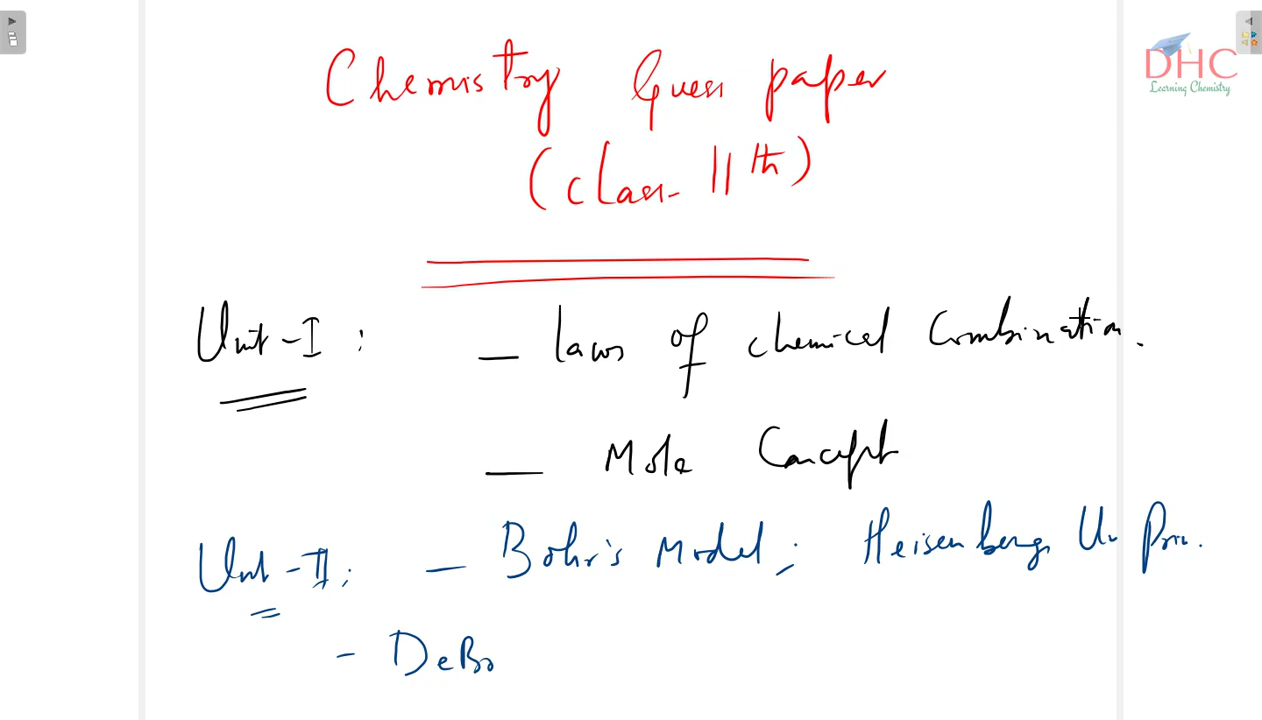 Chemistry Guess paper
(class-11th)
DHC
Learning Chemistry
Unit-I : — laws of chemical Combination.
— Mole Concept
Unit-II; — Bohr's Model; Heisenberg Un Prin.
- DeBro